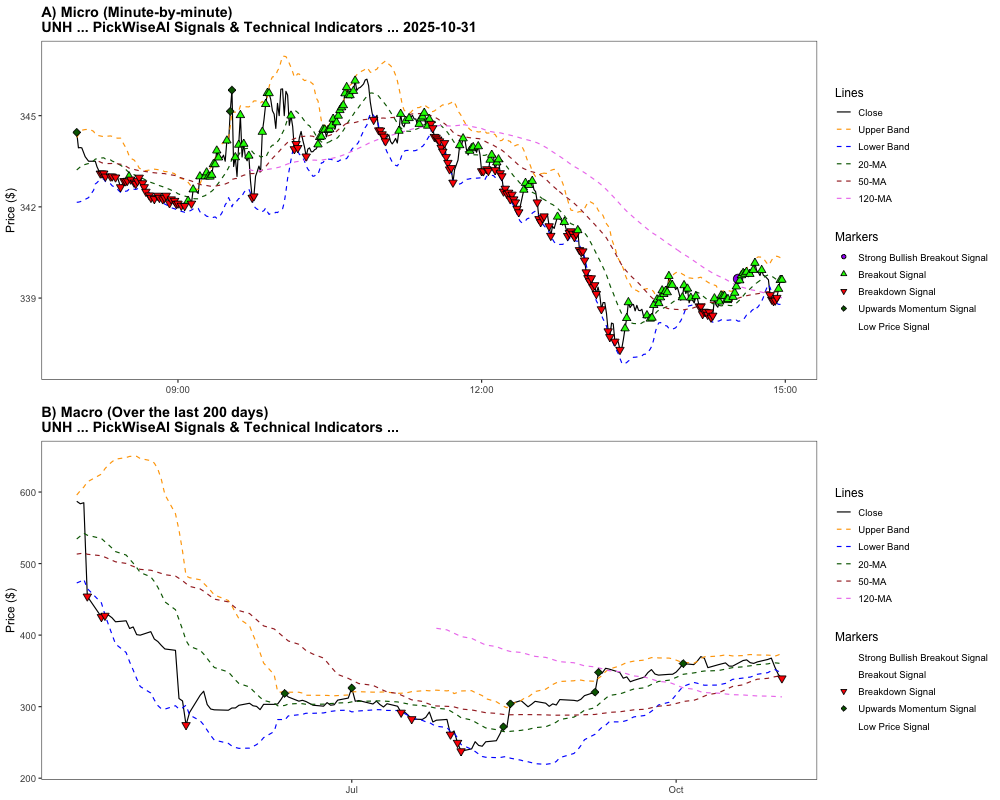 A) Micro (Minute-by-minute)
UNH ... PickWiseAI Signals & Technical Indicators ... 2025-10-31
Price ($)
345
342
339
09:00
12:00
15:00
Lines
Close
Upper Band
Lower Band
20-MA
50-MA
120-MA
Markers
Strong Bullish Breakout Signal
Breakout Signal
Breakdown Signal
Upwards Momentum Signal
Low Price Signal
B) Macro (Over the last 200 days)
UNH ... PickWiseAI Signals & Technical Indicators ...
Price ($)
600
500
400
300
200
Jul
Oct
Lines
Close
Upper Band
Lower Band
20-MA
50-MA
120-MA
Markers
Strong Bullish Breakout Signal
Breakout Signal
Breakdown Signal
Upwards Momentum Signal
Low Price Signal